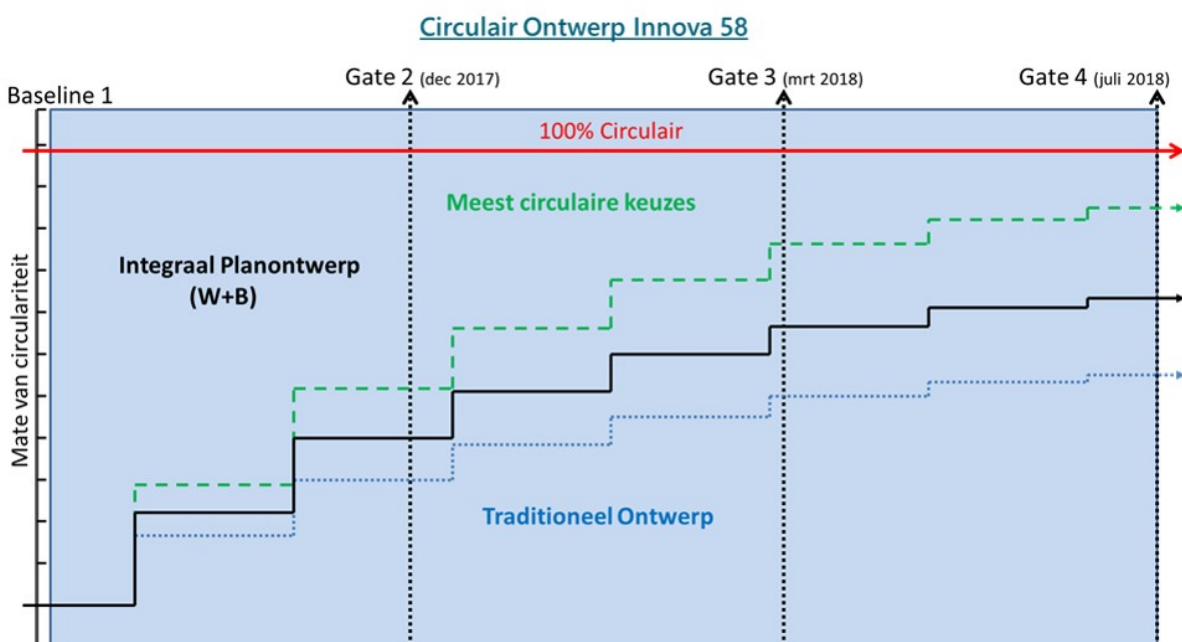 Circulair Ontwerp Innova 58
Baseline 1
Gate 2 (dec 2017)
Gate 3 (mrt 2018)
Gate 4 (juli 2018)
100% Circulair
Meest circulaire keuzes
Integraal Planontwerp
(W+B)
Mate van circulariteit
Traditioneel Ontwerp